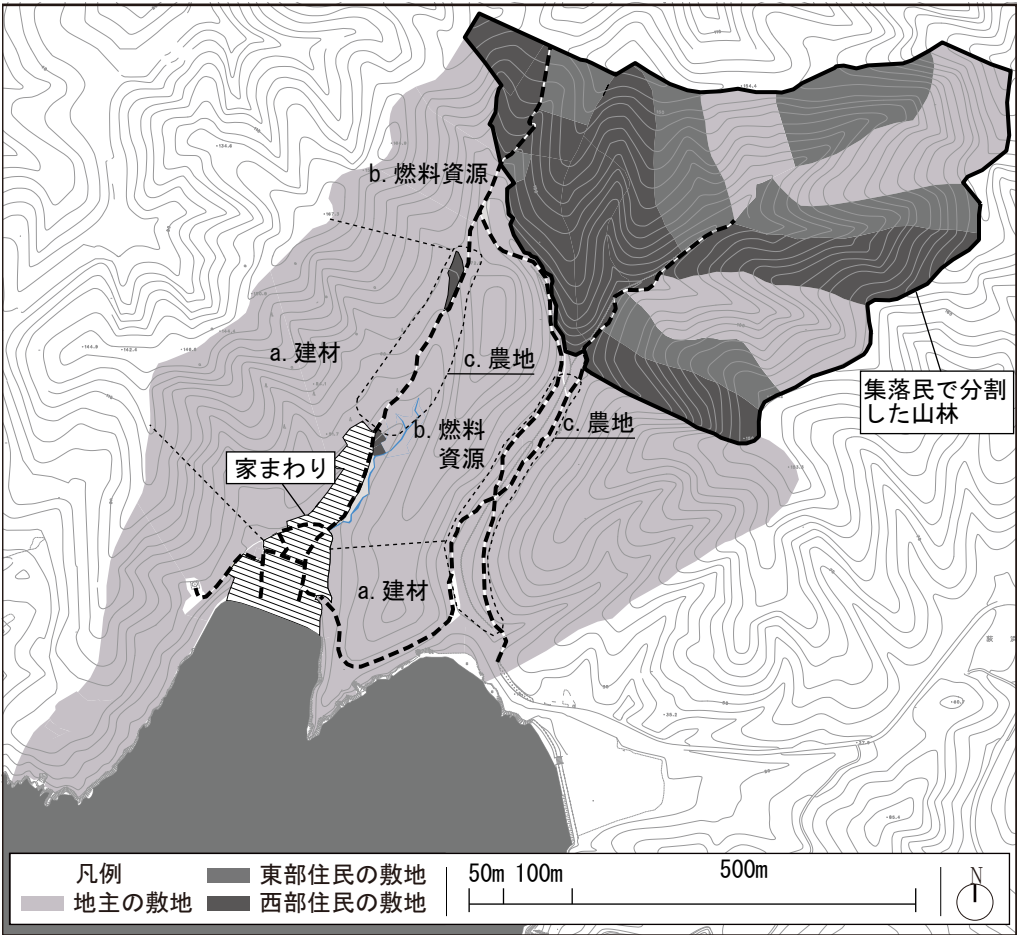 b. 燃料資源
a. 建材
c. 農地
b. 燃料
資源
c. 農地
集落民で分割
した山林
家まわり
a. 建材
凡例
地主の敷地
東部住民の敷地
西部住民の敷地
50m 100m 500m
N